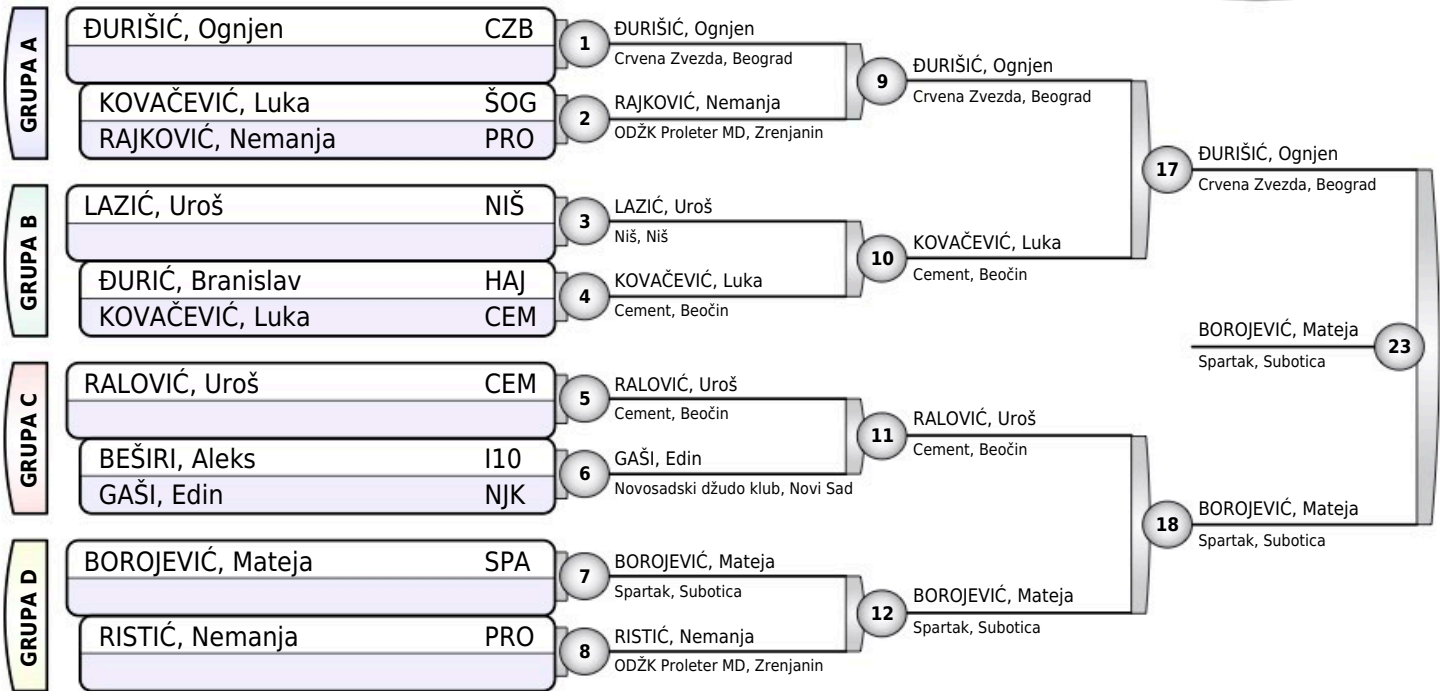 GRUPA A
ĐURIŠIĆ, Ognjen CZB
KOVAČEVIĆ, Luka ŠOG
RAJKOVIĆ, Nemanja PRO
GRUPA B
LAZIĆ, Uroš NIŠ
ĐURIĆ, Branislav HAJ
KOVAČEVIĆ, Luka CEM
GRUPA C
RALOVIĆ, Uroš CEM
BEŠIRI, Aleks I10
GAŠI, Edin NJK
GRUPA D
BOROJEVIĆ, Mateja SPA
RISTIĆ, Nemanja PRO
1 ĐURIŠIĆ, Ognjen
Crvena Zvezda, Beograd
2 RAJKOVIĆ, Nemanja
ODŽK Proleter MD, Zrenjanin
3 LAZIĆ, Uroš
Niš, Niš
4 KOVAČEVIĆ, Luka
Cement, Beočin
5 RALOVIĆ, Uroš
Cement, Beočin
6 GAŠI, Edin
Novosadski džudo klub, Novi Sad
7 BOROJEVIĆ, Mateja
Spartak, Subotica
8 RISTIĆ, Nemanja
ODŽK Proleter MD, Zrenjanin
9 ĐURIŠIĆ, Ognjen
Crvena Zvezda, Beograd
10 KOVAČEVIĆ, Luka
Cement, Beočin
11 RALOVIĆ, Uroš
Cement, Beočin
12 BOROJEVIĆ, Mateja
Spartak, Subotica
17 ĐURIŠIĆ, Ognjen
Crvena Zvezda, Beograd
18 BOROJEVIĆ, Mateja
Spartak, Subotica
BOROJEVIĆ, Mateja 23
Spartak, Subotica